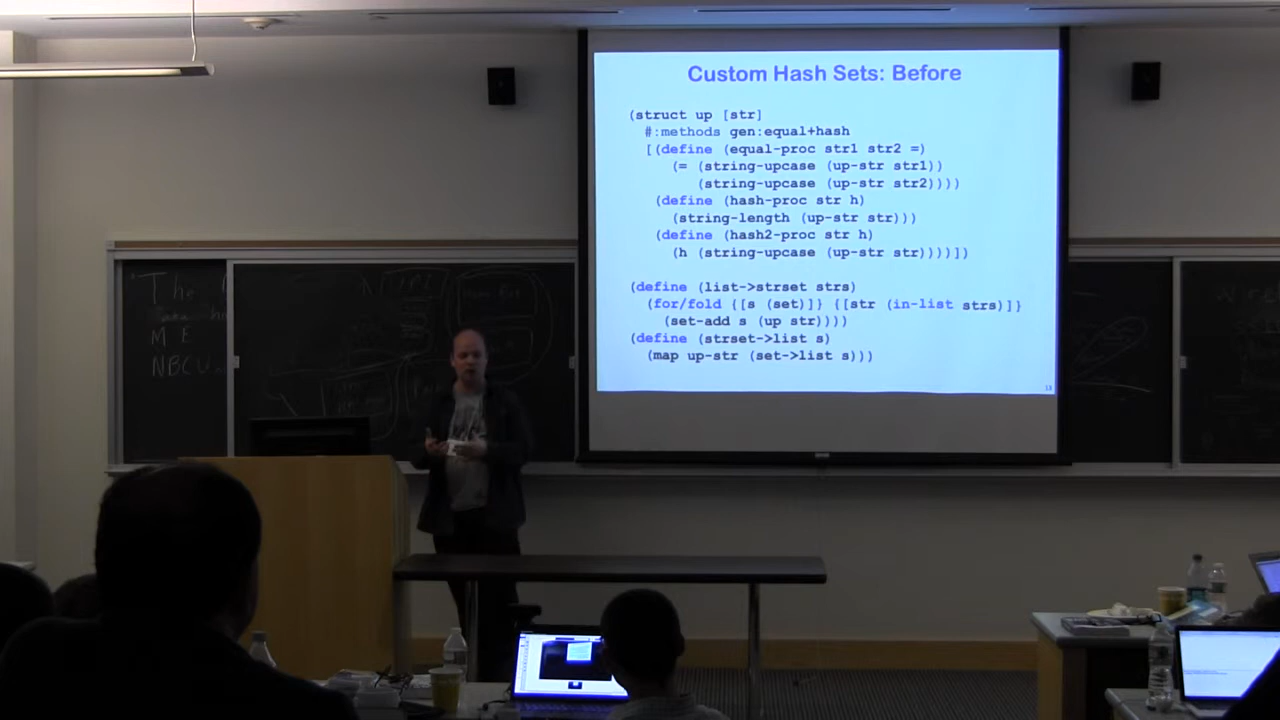 Custom Hash Sets: Before
(struct up [str]
#:methods gen:equal+hash
[(define (equal-proc str1 str2 =)
(= (string-upcase (up-str str1))
(string-upcase (up-str str2))))
(define (hash-proc str h)
(string-length (up-str str)))
(define (hash2-proc str h)
(h (string-upcase (up-str str))))])
(define (list->strset strs)
(for/fold {[s (set)]} {[str (in-list strs)]}
(set-add s (up str))))
(define (strset->list s)
(map up-str (set->list s)))
18
The
M E
NBCU